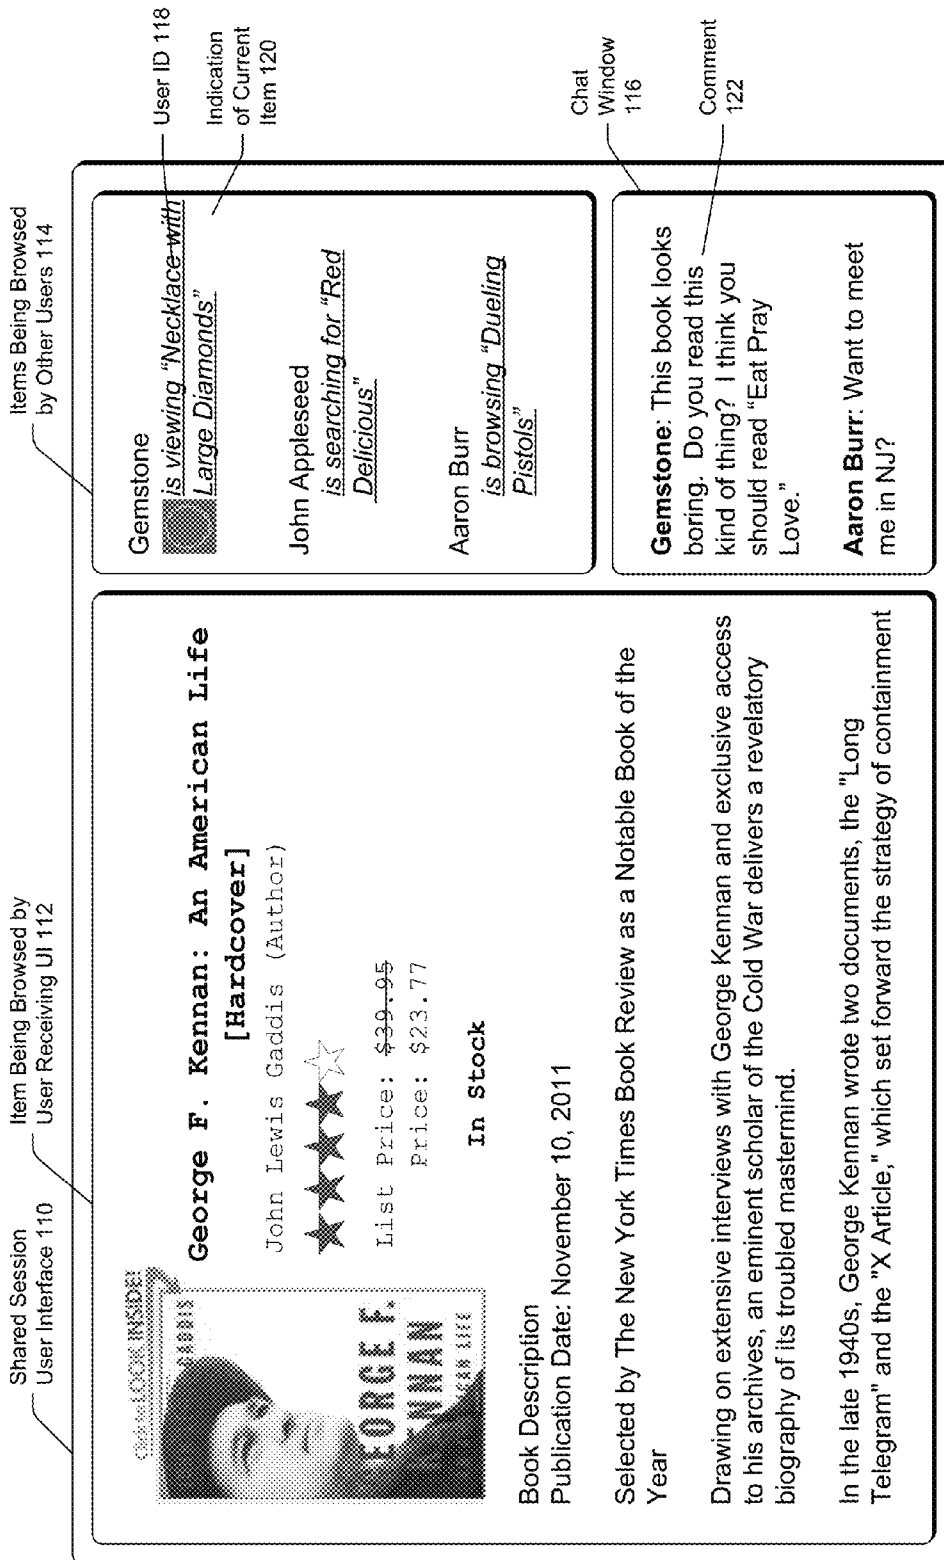 Shared Session
User Interface 110
Item Being Browsed by
User Receiving UI 112
Items Being Browsed
by Other Users 114
LOOK INSIDE!
GADDIS
EORGE F.
ENNAN
LIFE
George F. Kennan: An American Life
[Hardcover]
John Lewis Gaddis (Author)
List Price: $39.95
Price: $23.77
In Stock
Book Description
Publication Date: November 10, 2011
Selected by The New York Times Book Review as a Notable Book of the
Year
Drawing on extensive interviews with George Kennan and exclusive access
to his archives, an eminent scholar of the Cold War delivers a revelatory
biography of its troubled mastermind.
In the late 1940s, George Kennan wrote two documents, the "Long
Telegram" and the "X Article," which set forward the strategy of containment
Gemstone
is viewing “Necklace with
Large Diamonds”
John Appleseed
is searching for “Red
Delicious”
Aaron Burr
is browsing “Dueling
Pistols”
User ID 118
Indication
of Current
Item 120
Gemstone: This book looks
boring. Do you read this
kind of thing? I think you
should read “Eat Pray
Love.”
Aaron Burr: Want to meet
me in NJ?
Chat
Window
116
Comment
122